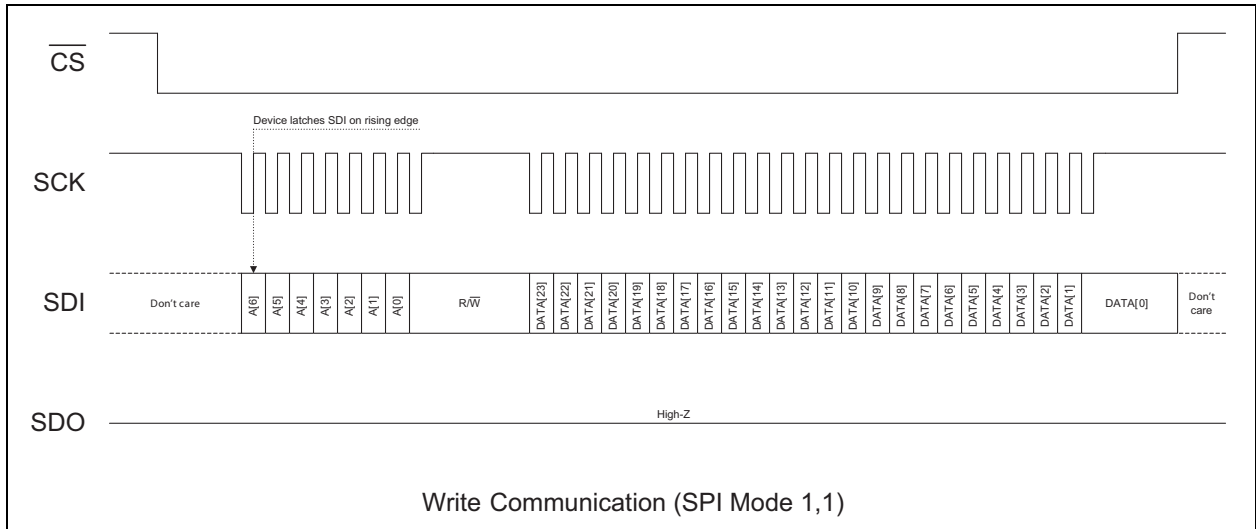 CS
Device latches SDI on rising edge
SCK
SDI
Don't care
A[6]
A[5]
A[4]
A[3]
A[2]
A[1]
A[0]
R/W
DATA[23]
DATA[22]
DATA[21]
DATA[20]
DATA[19]
DATA[18]
DATA[17]
DATA[16]
DATA[15]
DATA[14]
DATA[13]
DATA[12]
DATA[11]
DATA[10]
DATA[9]
DATA[8]
DATA[7]
DATA[6]
DATA[5]
DATA[4]
DATA[3]
DATA[2]
DATA[1]
DATA[0]
Don't
care
SDO
High-Z
Write Communication (SPI Mode 1,1)